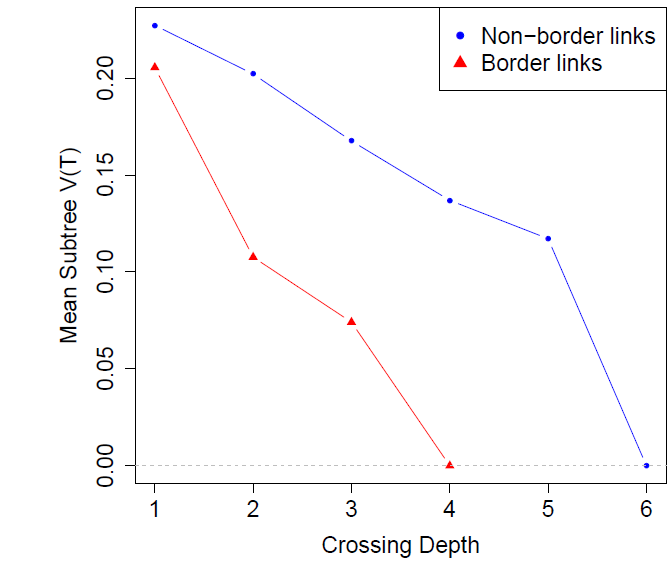 Non−border links
Border links
Mean Subtree V(T)
0.20
0.15
0.10
0.05
0.00
1 2 3 4 5 6
Crossing Depth